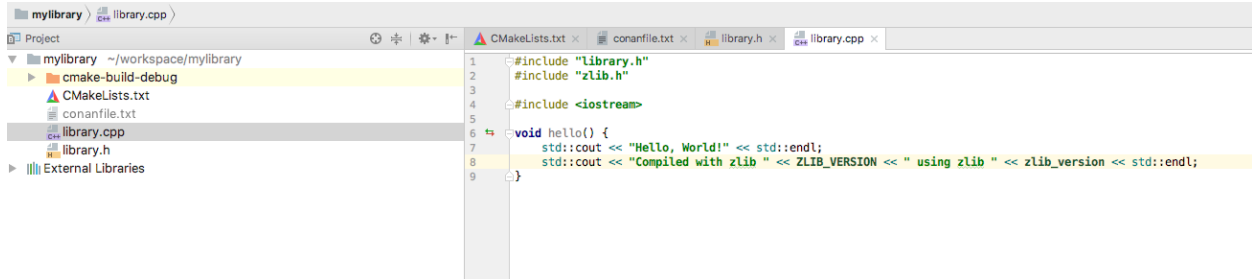 mylibrary library.cpp
Project
CMakeLists.txt conanfile.txt library.h library.cpp
mylibrary ~/workspace/mylibrary
cmake-build-debug
CMakeLists.txt
conanfile.txt
library.cpp
library.h
External Libraries
1 #include "library.h"
2 #include "zlib.h"
3
4 #include <iostream>
5
6 void hello() {
7 std::cout << "Hello, World!" << std::endl;
8 std::cout << "Compiled with zlib " << ZLIB_VERSION << " using zlib " << zlib_version << std::endl;
9 }